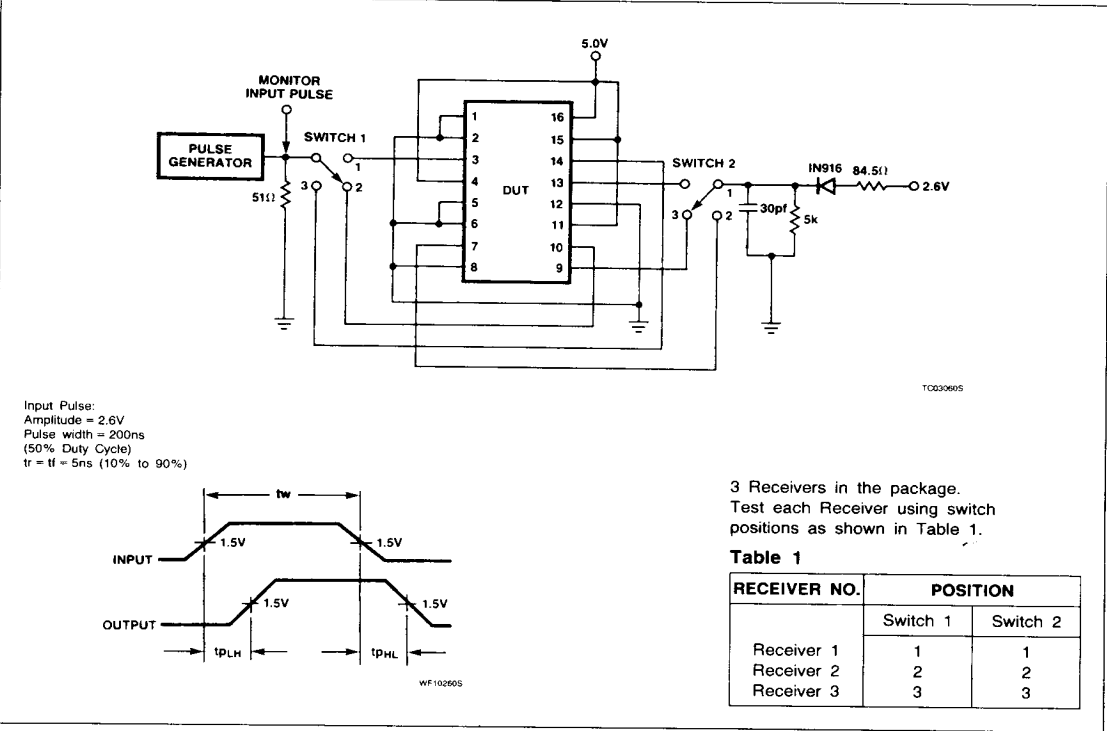 5.0V
MONITOR
INPUT PULSE
PULSE
GENERATOR
51Ω
SWITCH 1
1
2
3
DUT
1
2
3
4
5
6
7
8
16
15
14
13
12
11
10
9
SWITCH 2
1
2
3
30pf
5k
IN916
84.5Ω
2.6V
TC03060S
Input Pulse:
Amplitude = 2.6V
Pulse width = 200ns
(50% Duty Cycle)
tr = tf = 5ns (10% to 90%)
tw
INPUT
1.5V
1.5V
OUTPUT
1.5V
1.5V
tpLH
tpHL
WF10260S
3 Receivers in the package.
Test each Receiver using switch
positions as shown in Table 1.
Table 1
RECEIVER NO. POSITION
Switch 1 Switch 2
Receiver 1 1 1
Receiver 2 2 2
Receiver 3 3 3